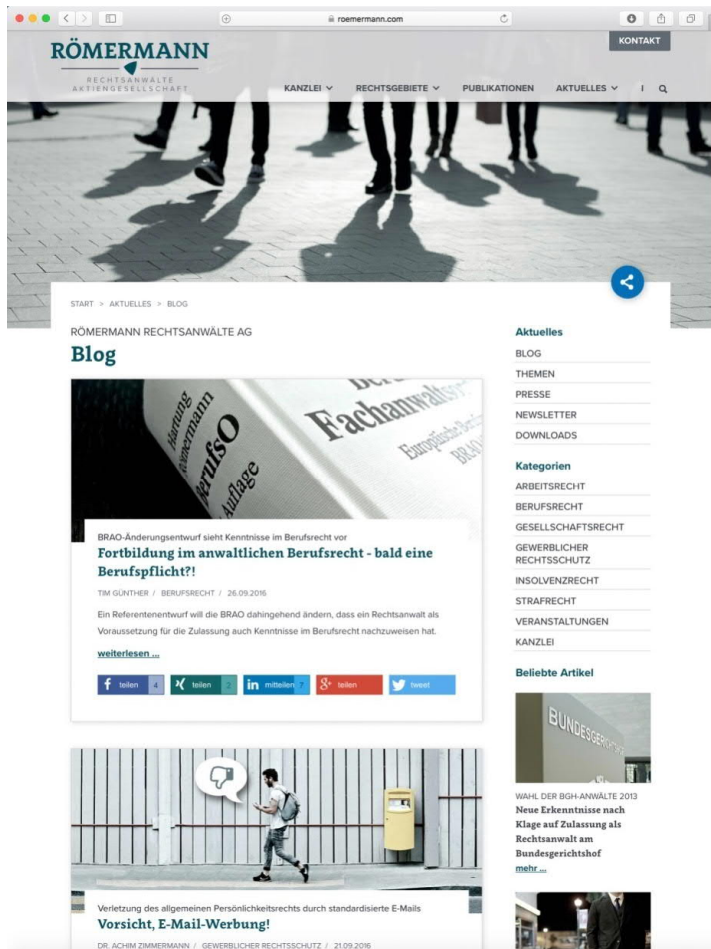 roemermann.com
KONTAKT
RÖMERMANN
RECHTSANWÄLTE
AKTIENGESELLSCHAFT
KANZLEI
RECHTSGEBIETE
PUBLIKATIONEN
AKTUELLES
START > AKTUELLES > BLOG
RÖMERMANN RECHTSANWÄLTE AG
Blog
Hartung
Römermann
BerufsO
Auflage
Fachanwaltso
Europäische
BRAO
BRAO-Änderungsentwurf sieht Kenntnisse im Berufsrecht vor
Fortbildung im anwaltlichen Berufsrecht - bald eine
Berufspflicht?!
TIM GÜNTHER / BERUFSRECHT / 26.09.2016
Ein Referentenentwurf will die BRAO dahingehend ändern, dass ein Rechtsanwalt als
Voraussetzung für die Zulassung auch Kenntnisse im Berufsrecht nachzuweisen hat.
weiterlesen ...
teilen 4
teilen 2
mitteilen 7
teilen
tweet
Verletzung des allgemeinen Persönlichkeitsrechts durch standardisierte E-Mails
Vorsicht, E-Mail-Werbung!
DR. ACHIM ZIMMERMANN / GEWERBLICHER RECHTSSCHUTZ / 21.09.2016
Aktuelles
BLOG
THEMEN
PRESSE
NEWSLETTER
DOWNLOADS
Kategorien
ARBEITSRECHT
BERUFSRECHT
GESELLSCHAFTSRECHT
GEWERBLICHER
RECHTSSCHUTZ
INSOLVENZRECHT
STRAFRECHT
VERANSTALTUNGEN
KANZLEI
Beliebte Artikel
BUNDESGERICHTSHOF
WAHL DER BGH-ANWÄLTE 2013
Neue Erkenntnisse nach
Klage auf Zulassung als
Rechtsanwalt am
Bundesgerichtshof
mehr ...